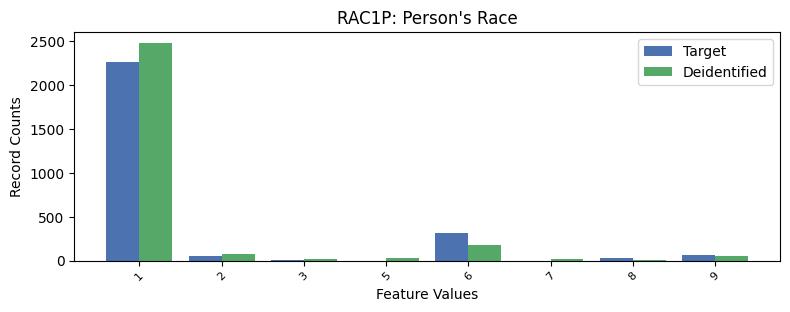 RAC1P: Person's Race
Record Counts
2500
2000
1500
1000
500
0
Target
Deidentified
1 2 3 5 6 7 8 9
Feature Values